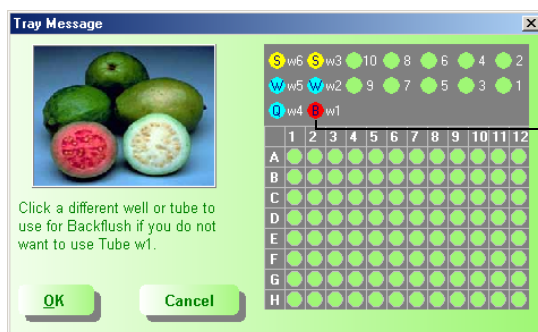 Tray Message
S w6 S w3 10 8 6 4 2
W w5 W w2 9 7 5 3 1
Q w4 B w1
1 2 3 4 5 6 7 8 9 10 11 12
A
B
C
D
E
F
G
H
Click a different well or tube to
use for Backflush if you do not
want to use Tube w1.
OK Cancel